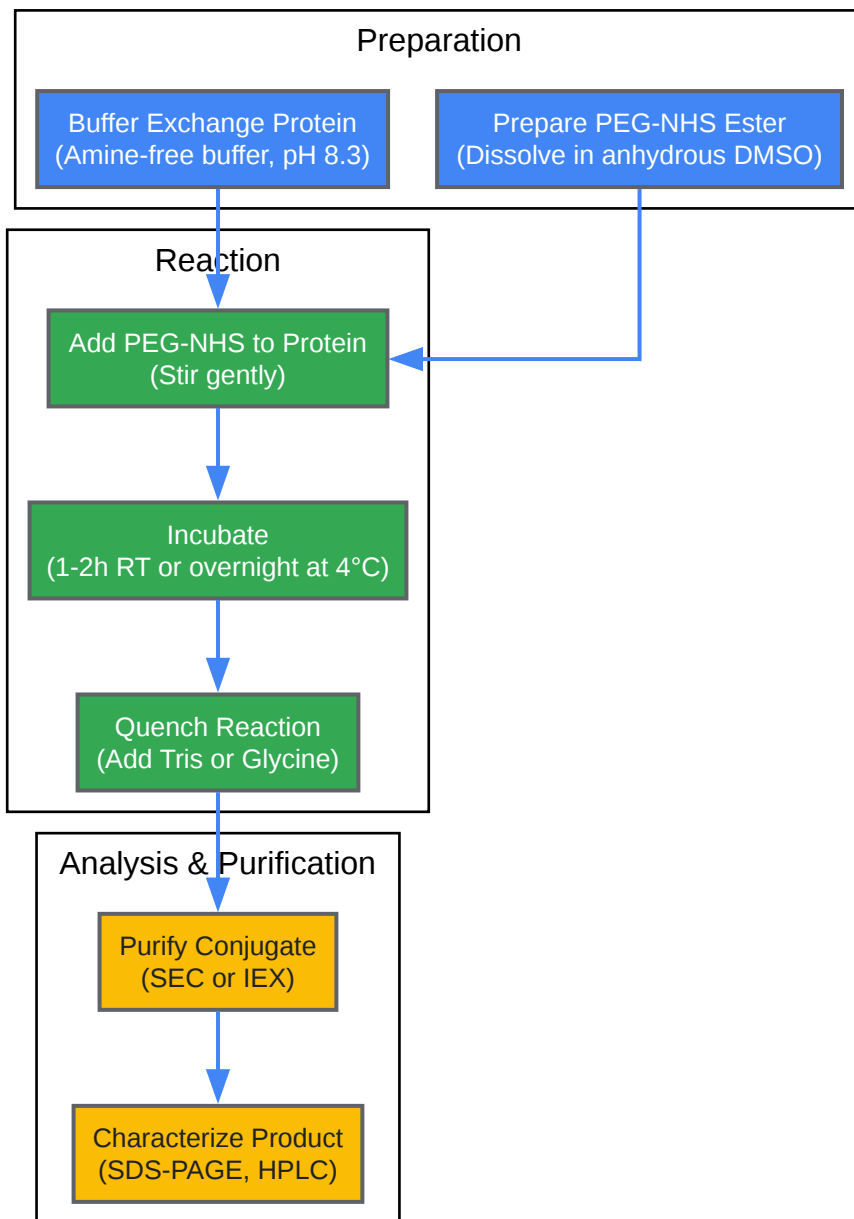 Preparation
Buffer Exchange Protein
(Amine-free buffer, pH 8.3)
Prepare PEG-NHS Ester
(Dissolve in anhydrous DMSO)
Reaction
Add PEG-NHS to Protein
(Stir gently)
Incubate
(1-2h RT or overnight at 4°C)
Quench Reaction
(Add Tris or Glycine)
Analysis & Purification
Purify Conjugate
(SEC or IEX)
Characterize Product
(SDS-PAGE, HPLC)